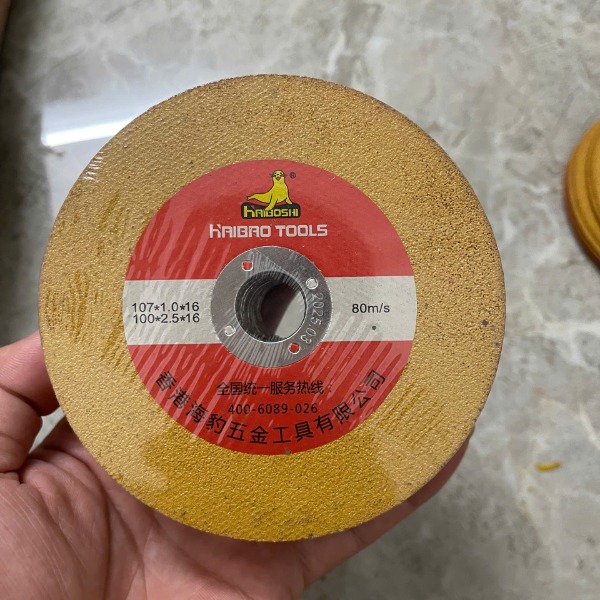 ®
HAIBOSHI
HAIBAO TOOLS
107*1.0*16
100*2.5*16
80m/s
2025.03
全国统一服务热线:
400-6089-026
香港海豹五金工具有限公司